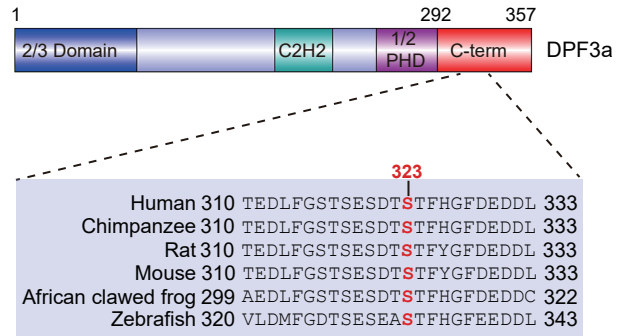 1 292 357
2/3 Domain C2H2 1/2 PHD C-term DPF3a
323
Human 310 TEDLFGSTSESDTSTFHGFDEDDL 333
Chimpanzee 310 TEDLFGSTSESDTSTFHGFDEDDL 333
Rat 310 TEDLFGSTSESDTSTFYGFDEDDL 333
Mouse 310 TEDLFGSTSESDTSTFYGFDEDDL 333
African clawed frog 299 AEDLFGSTSESEASTFHGFDEDDC 322
Zebrafish 320 VLDMFGDTSESEASTFHGFEEDDL 343